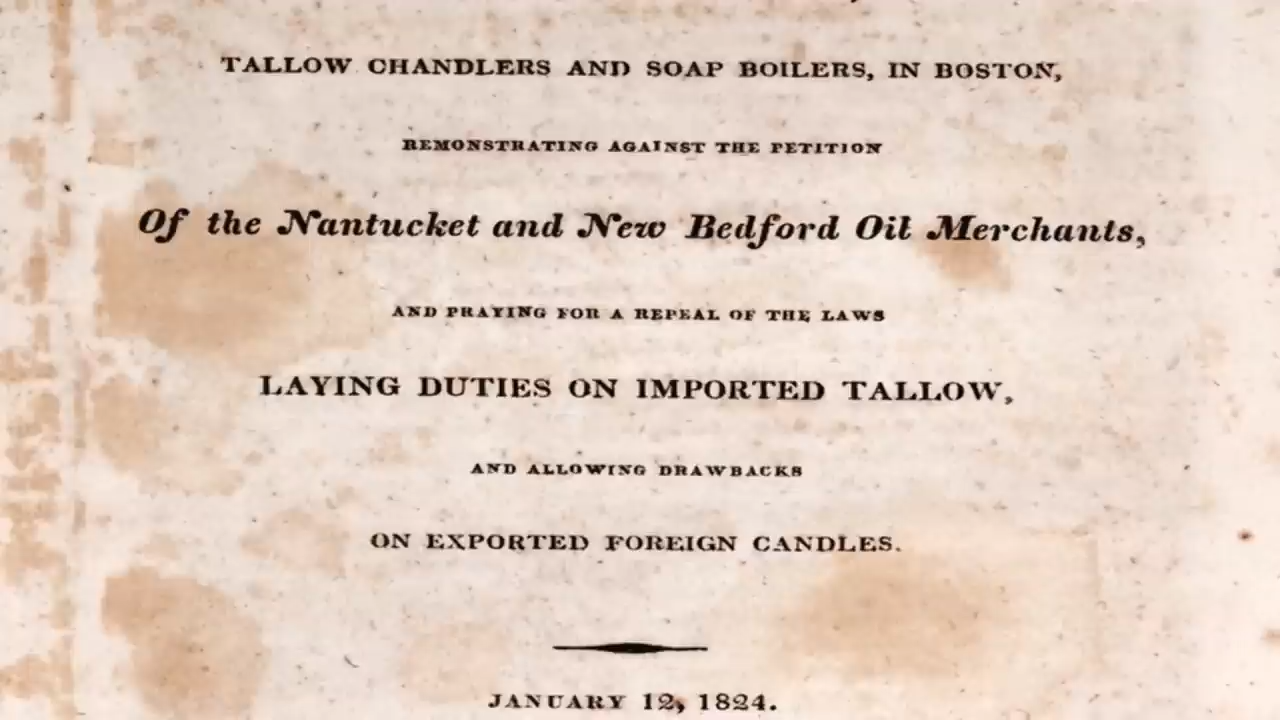 TALLOW CHANDLERS AND SOAP BOILERS, IN BOSTON,
REMONSTRATING AGAINST THE PETITION
Of the Nantucket and New Bedford Oil Merchants,
AND PRAYING FOR A REPEAL OF THE LAWS
LAYING DUTIES ON IMPORTED TALLOW,
AND ALLOWING DRAWBACKS
ON EXPORTED FOREIGN CANDLES.
JANUARY 12, 1824.